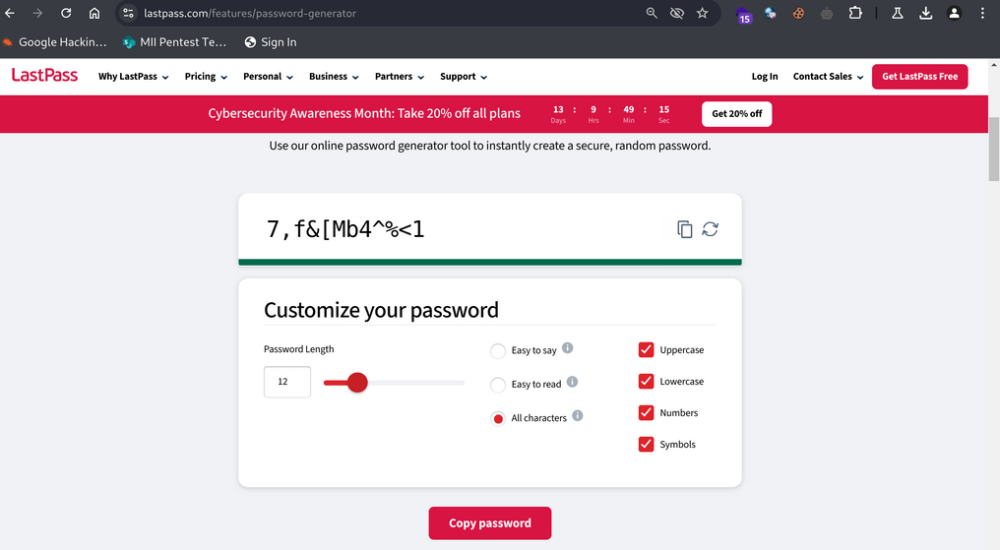 lastpass.com/features/password-generator
15
Google Hackin... MII Pentest Te... Sign In
LastPass Why LastPass Pricing Personal Business Partners Support Log In Contact Sales Get LastPass Free
Cybersecurity Awareness Month: Take 20% off all plans 13 : 9 : 49 : 15 Get 20% off
Days Hrs Min Sec
Use our online password generator tool to instantly create a secure, random password.
7,f&[Mb4^%<1
Customize your password
Password Length
12
Easy to say
Easy to read
All characters
Uppercase
Lowercase
Numbers
Symbols
Copy password